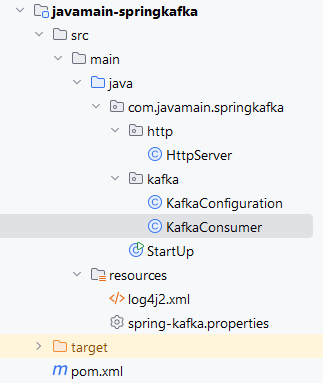 javamain-springkafka
src
main
java
com.javamain.springkafka
http
HttpServer
kafka
KafkaConfiguration
KafkaConsumer
StartUp
resources
log4j2.xml
spring-kafka.properties
target
pom.xml